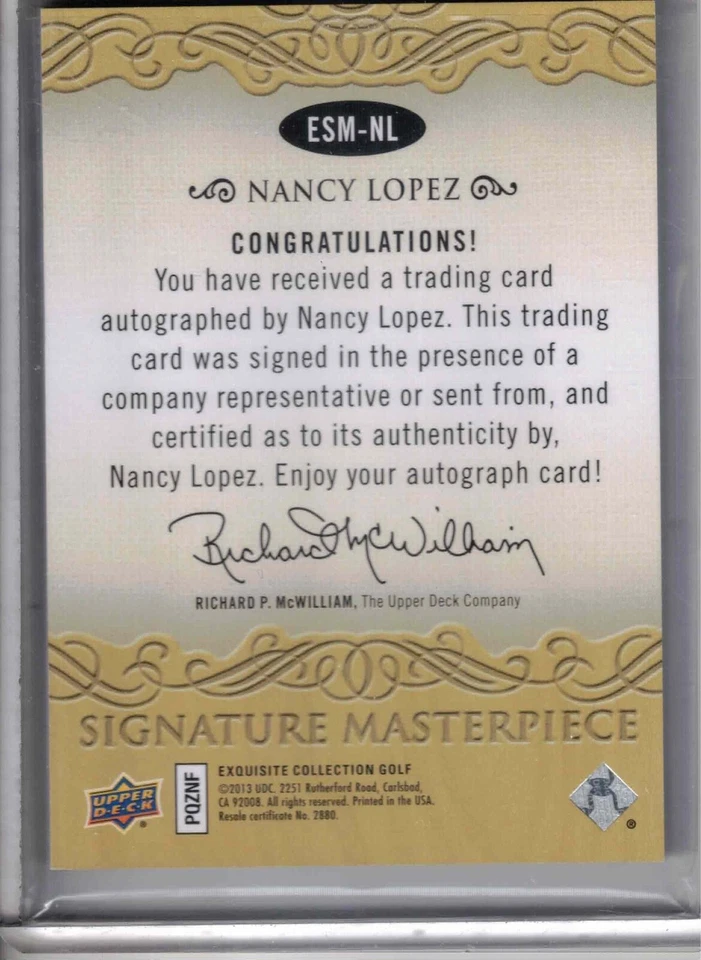 ESM-NL
NANCY LOPEZ
CONGRATULATIONS!
You have received a trading card
autographed by Nancy Lopez. This trading
card was signed in the presence of a
company representative or sent from, and
certified as to its authenticity by,
Nancy Lopez. Enjoy your autograph card!
Richard P McWilliam
RICHARD P. McWILLIAM, The Upper Deck Company
SIGNATURE MASTERPIECE
UPPER
D·E·C·K
®
PQZNF
EXQUISITE COLLECTION GOLF
©2013 UDC. 2251 Rutherford Road, Carlsbad,
CA 92008. All rights reserved. Printed in the USA.
Resale certificate No. 2880.
®